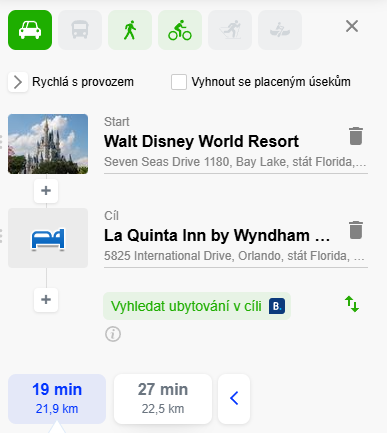 Rychlá s provozem
Vyhnout se placeným úsekům
Start
Walt Disney World Resort
Seven Seas Drive 1180, Bay Lake, stát Florida,...
Cíl
La Quinta Inn by Wyndham ...
5825 International Drive, Orlando, stát Florida, ...
Vyhledat ubytování v cíli B.
19 min
21,9 km
27 min
22,5 km